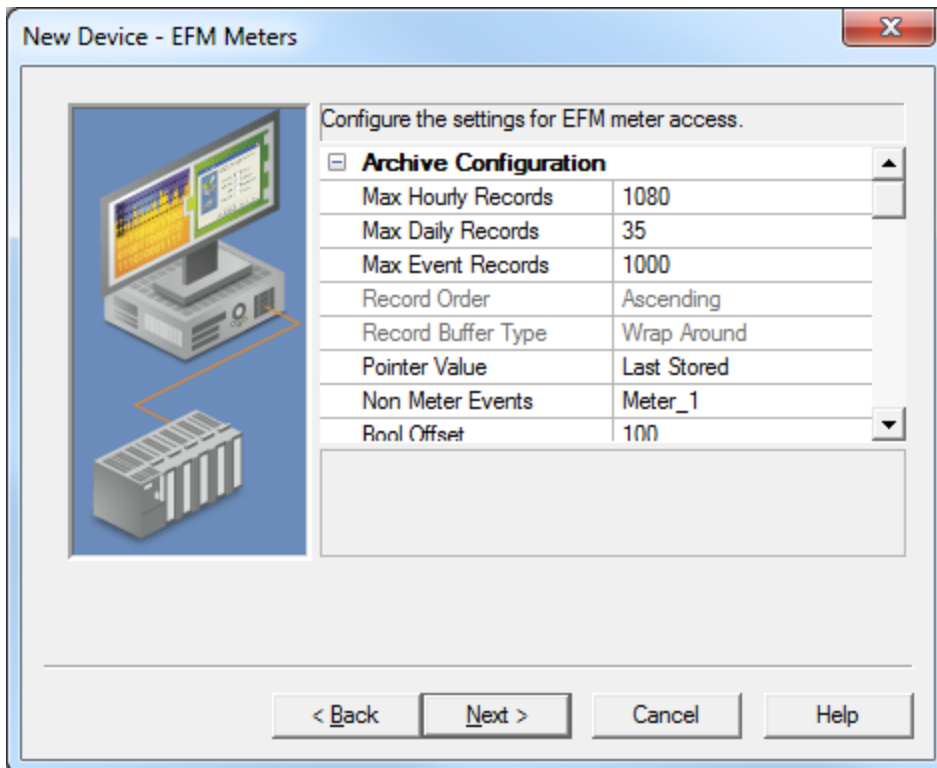 New Device - EFM Meters
Configure the settings for EFM meter access.
Archive Configuration
Max Hourly Records 1080
Max Daily Records 35
Max Event Records 1000
Record Order Ascending
Record Buffer Type Wrap Around
Pointer Value Last Stored
Non Meter Events Meter_1
Bool Offset 100
< Back Next > Cancel Help